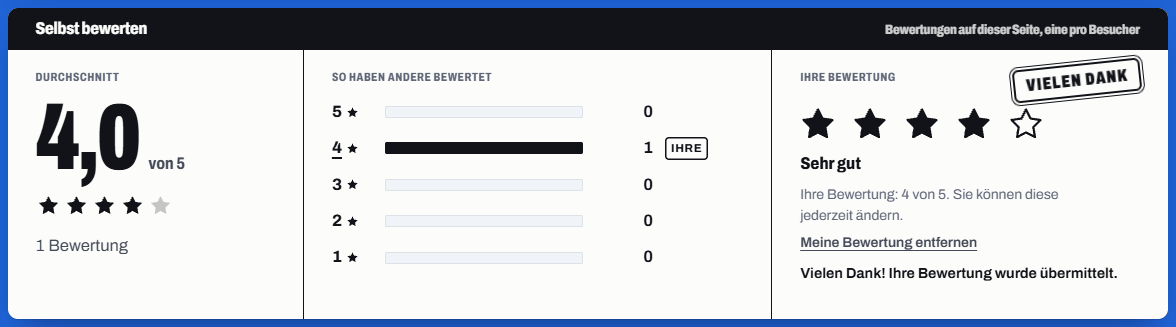 Selbst bewerten
Bewertungen auf dieser Seite, eine pro Besucher
DURCHSCHNITT
4,0 von 5
1 Bewertung
SO HABEN ANDERE BEWERTET
5 ★ 0
4 ★ 1 IHRE
3 ★ 0
2 ★ 0
1 ★ 0
IHRE BEWERTUNG
VIELEN DANK
Sehr gut
Ihre Bewertung: 4 von 5. Sie können diese
jederzeit ändern.
Meine Bewertung entfernen
Vielen Dank! Ihre Bewertung wurde übermittelt.